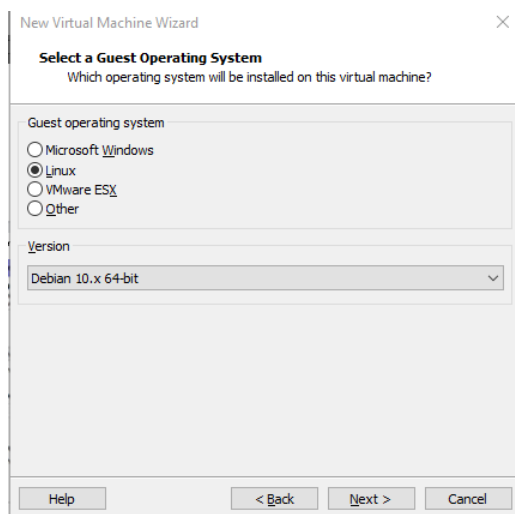 New Virtual Machine Wizard
Select a Guest Operating System
Which operating system will be installed on this virtual machine?
Guest operating system
Microsoft Windows
Linux
VMware ESX
Other
Version
Debian 10.x 64-bit
Help < Back Next > Cancel